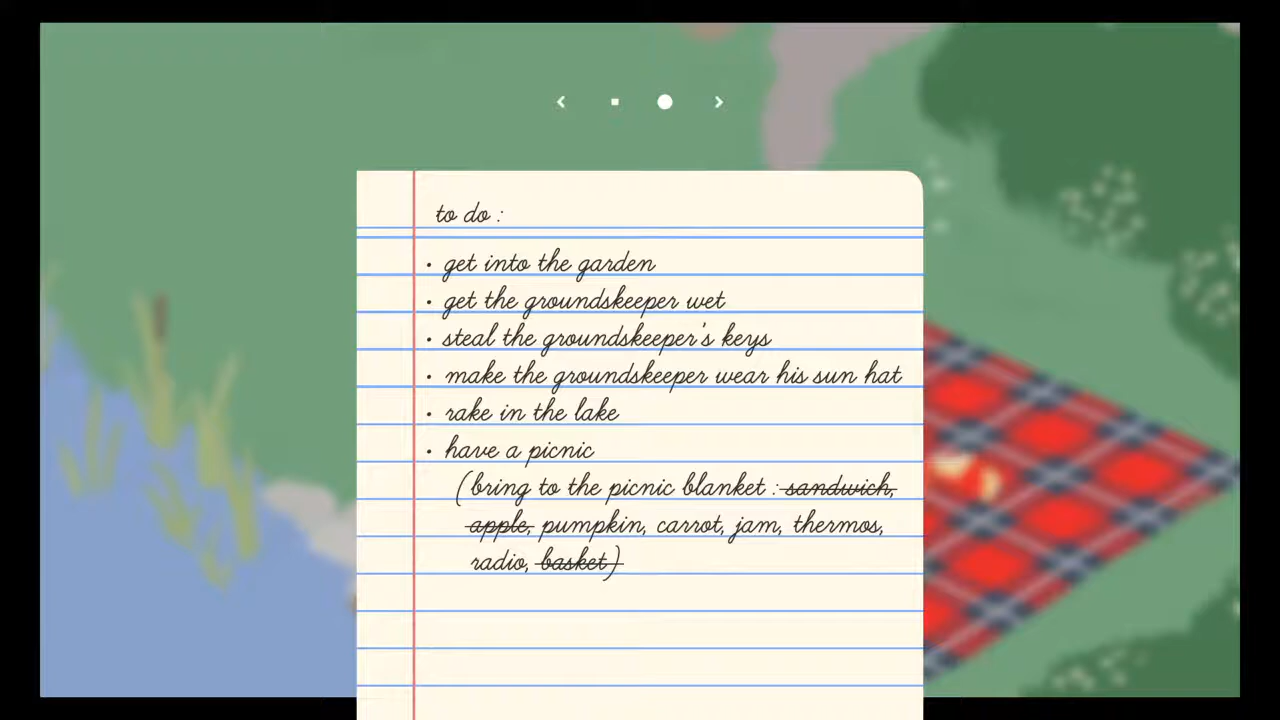 to do :
• get into the garden
• get the groundskeeper wet
• steal the groundskeeper's keys
• make the groundskeeper wear his sun hat
• rake in the lake
• have a picnic
(bring to the picnic blanket : sandwich,
apple, pumpkin, carrot, jam, thermos,
radio, basket)